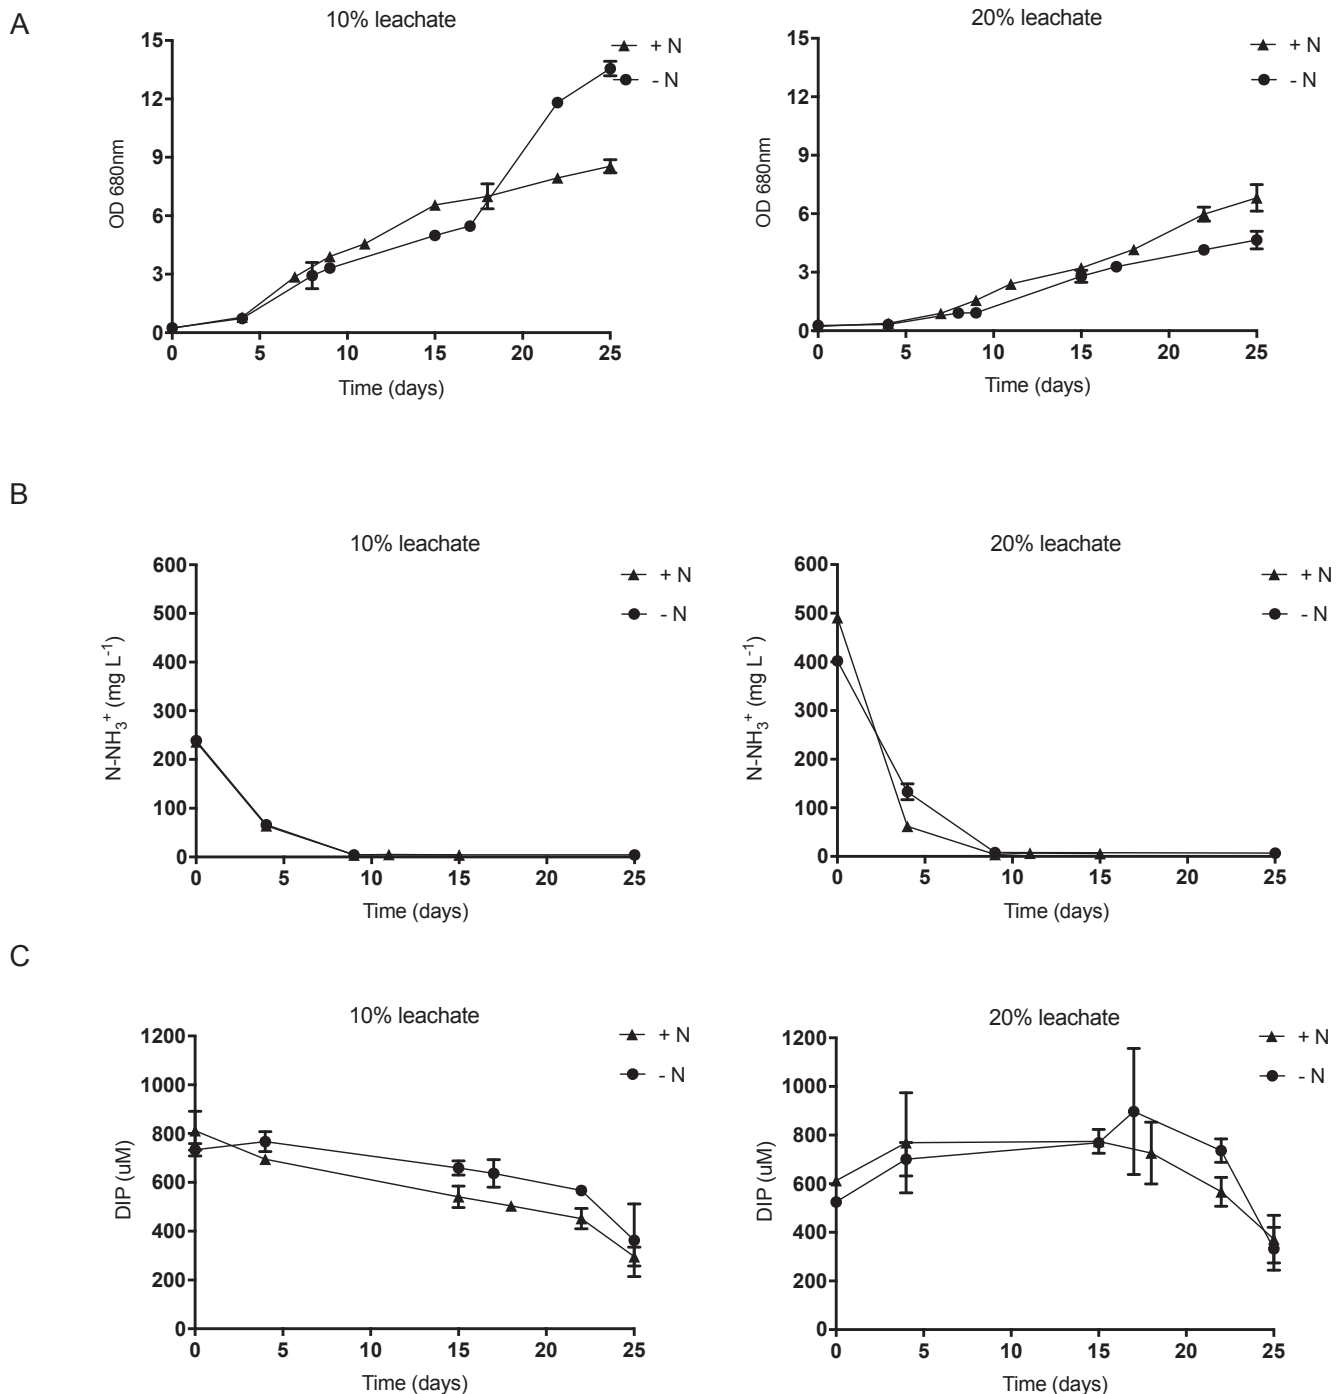 A
10% leachate
15
12
9
6
3
0
OD 680nm
0 5 10 15 20 25
Time (days)
+ N
- N
20% leachate
15
12
9
6
3
0
OD 680nm
0 5 10 15 20 25
Time (days)
+ N
- N
B
10% leachate
600
500
400
300
200
100
0
N-NH₃⁺ (mg L⁻¹)
0 5 10 15 20 25
Time (days)
+ N
- N
20% leachate
600
500
400
300
200
100
0
N-NH₃⁺ (mg L⁻¹)
0 5 10 15 20 25
Time (days)
+ N
- N
C
10% leachate
1200
1000
800
600
400
200
0
DIP (uM)
0 5 10 15 20 25
Time (days)
+ N
- N
20% leachate
1200
1000
800
600
400
200
0
DIP (uM)
0 5 10 15 20 25
Time (days)
+ N
- N